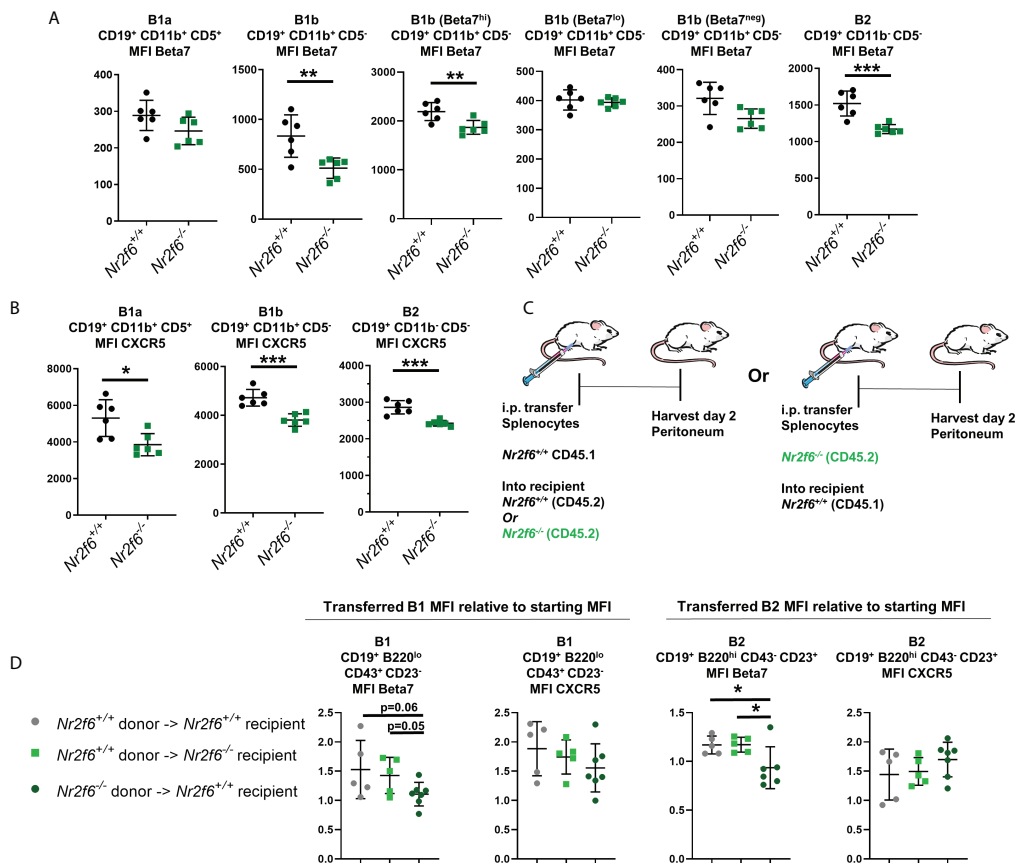 A
B1a
CD19⁺ CD11b⁺ CD5⁺
MFI Beta7
400
300
200
100
0
Nr2f6⁺/⁺
Nr2f6⁻/⁻
B1b
CD19⁺ CD11b⁺ CD5⁻
MFI Beta7
**
1500
1000
500
0
Nr2f6⁺/⁺
Nr2f6⁻/⁻
B1b (Beta7ʰⁱ)
CD19⁺ CD11b⁺ CD5⁻
MFI Beta7
**
3000
2000
1000
0
Nr2f6⁺/⁺
Nr2f6⁻/⁻
B1b (Beta7ˡᵒ)
CD19⁺ CD11b⁺ CD5⁻
MFI Beta7
500
400
300
200
100
0
Nr2f6⁺/⁺
Nr2f6⁻/⁻
B1b (Beta7ⁿᵉᵍ)
CD19⁺ CD11b⁺ CD5⁻
MFI Beta7
400
300
200
100
0
Nr2f6⁺/⁺
Nr2f6⁻/⁻
B2
CD19⁺ CD11b⁻ CD5⁻
MFI Beta7
***
2000
1500
1000
500
0
Nr2f6⁺/⁺
Nr2f6⁻/⁻
B
B1a
CD19⁺ CD11b⁺ CD5⁺
MFI CXCR5
*
8000
6000
4000
2000
0
Nr2f6⁺/⁺
Nr2f6⁻/⁻
B1b
CD19⁺ CD11b⁺ CD5⁻
MFI CXCR5
***
6000
4000
2000
0
Nr2f6⁺/⁺
Nr2f6⁻/⁻
B2
CD19⁺ CD11b⁻ CD5⁻
MFI CXCR5
***
4000
3000
2000
1000
0
Nr2f6⁺/⁺
Nr2f6⁻/⁻
C
i.p. transfer
Splenocytes
Nr2f6⁺/⁺ CD45.1
Into recipient
Nr2f6⁺/⁺ (CD45.2)
Or
Nr2f6⁻/⁻ (CD45.2)
Harvest day 2
Peritoneum
Or
i.p. transfer
Splenocytes
Nr2f6⁻/⁻ (CD45.2)
Into recipient
Nr2f6⁺/⁺ (CD45.1)
Harvest day 2
Peritoneum
D
Nr2f6⁺/⁺ donor -> Nr2f6⁺/⁺ recipient
Nr2f6⁺/⁺ donor -> Nr2f6⁻/⁻ recipient
Nr2f6⁻/⁻ donor -> Nr2f6⁺/⁺ recipient
Transferred B1 MFI relative to starting MFI
B1
CD19⁺ B220ˡᵒ
CD43⁺ CD23⁻
MFI Beta7
p=0.06
p=0.05
2.5
2.0
1.5
1.0
0.5
0.0
B1
CD19⁺ B220ˡᵒ
CD43⁺ CD23⁻
MFI CXCR5
2.5
2.0
1.5
1.0
0.5
0.0
Transferred B2 MFI relative to starting MFI
B2
CD19⁺ B220ʰⁱ CD43⁻ CD23⁺
MFI Beta7
*
*
1.5
1.0
0.5
0.0
B2
CD19⁺ B220ʰⁱ CD43⁻ CD23⁺
MFI CXCR5
2.5
2.0
1.5
1.0
0.5
0.0